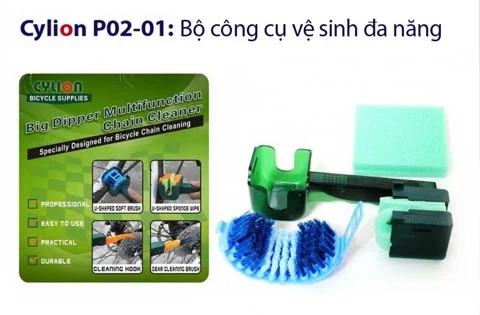 Cylion P02-01: Bộ công cụ vệ sinh đa năng
CYLION
BICYCLE SUPPLIES
Big Dipper Multifunction
Chain Cleaner
Specially Designed for Bicycle Chain Cleaning
PROFESSIONAL
EASY TO USE
PRACTICAL
DURABLE
U-SHAPED SOFT BRUSH
U-SHAPED SPONGE WIPE
CLEANING HOOK
GEAR CLEANING BRUSH